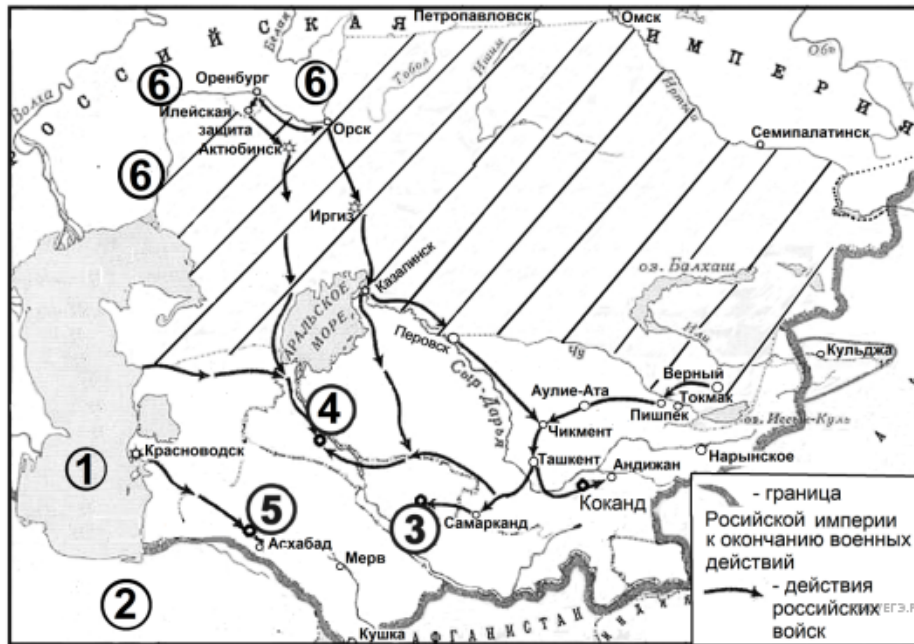 РОССИЙСКАЯ
ИМПЕРИЯ
Волга
Белая
Тобол
Ишим
Иртыш
Обь
Петропавловск
Омск
6
6
Оренбург
Илейская
защита
Орск
Актюбинск
Семипалатинск
6
Иргиз
оз. Балхаш
Казалинск
АРАЛЬСКОЕ
МОРЕ
Перовск
Чу
Или
Кульджа
Верный
Токмак
Пишпек
оз. Иссык-Куль
Аулие-Ата
Сыр-Дарья
4
Чикмент
Нарынское
1
Красноводск
Ташкент
Андижан
Коканд
5
3
Самарканд
Асхабад
Мерв
2
Кушка
АФГАНИСТАН
- граница
Росийской империи
к окончанию военных
действий
- действия
российских
войск